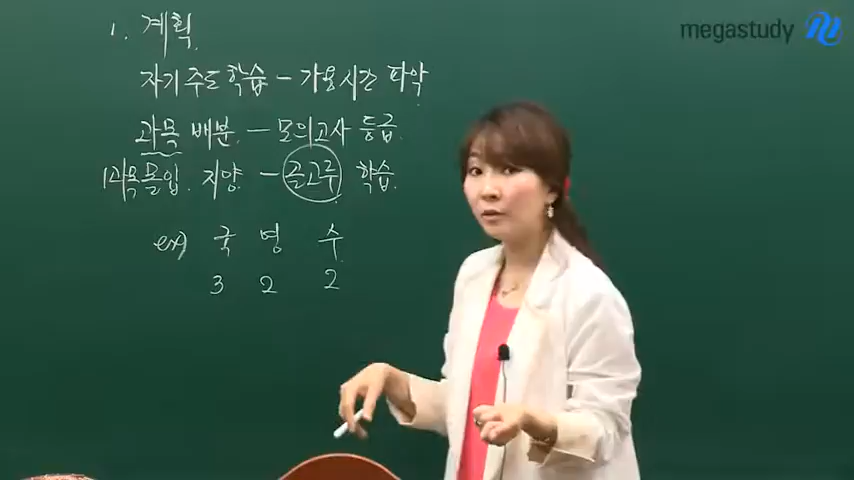 megastudy
1. 계획.
자기주도학습 - 가용시간 파악.
과목 배분. - 모의고사 등급.
1과목몰입. 지양 - 골고루 학습.
ex) 국 영 수
3 2 2